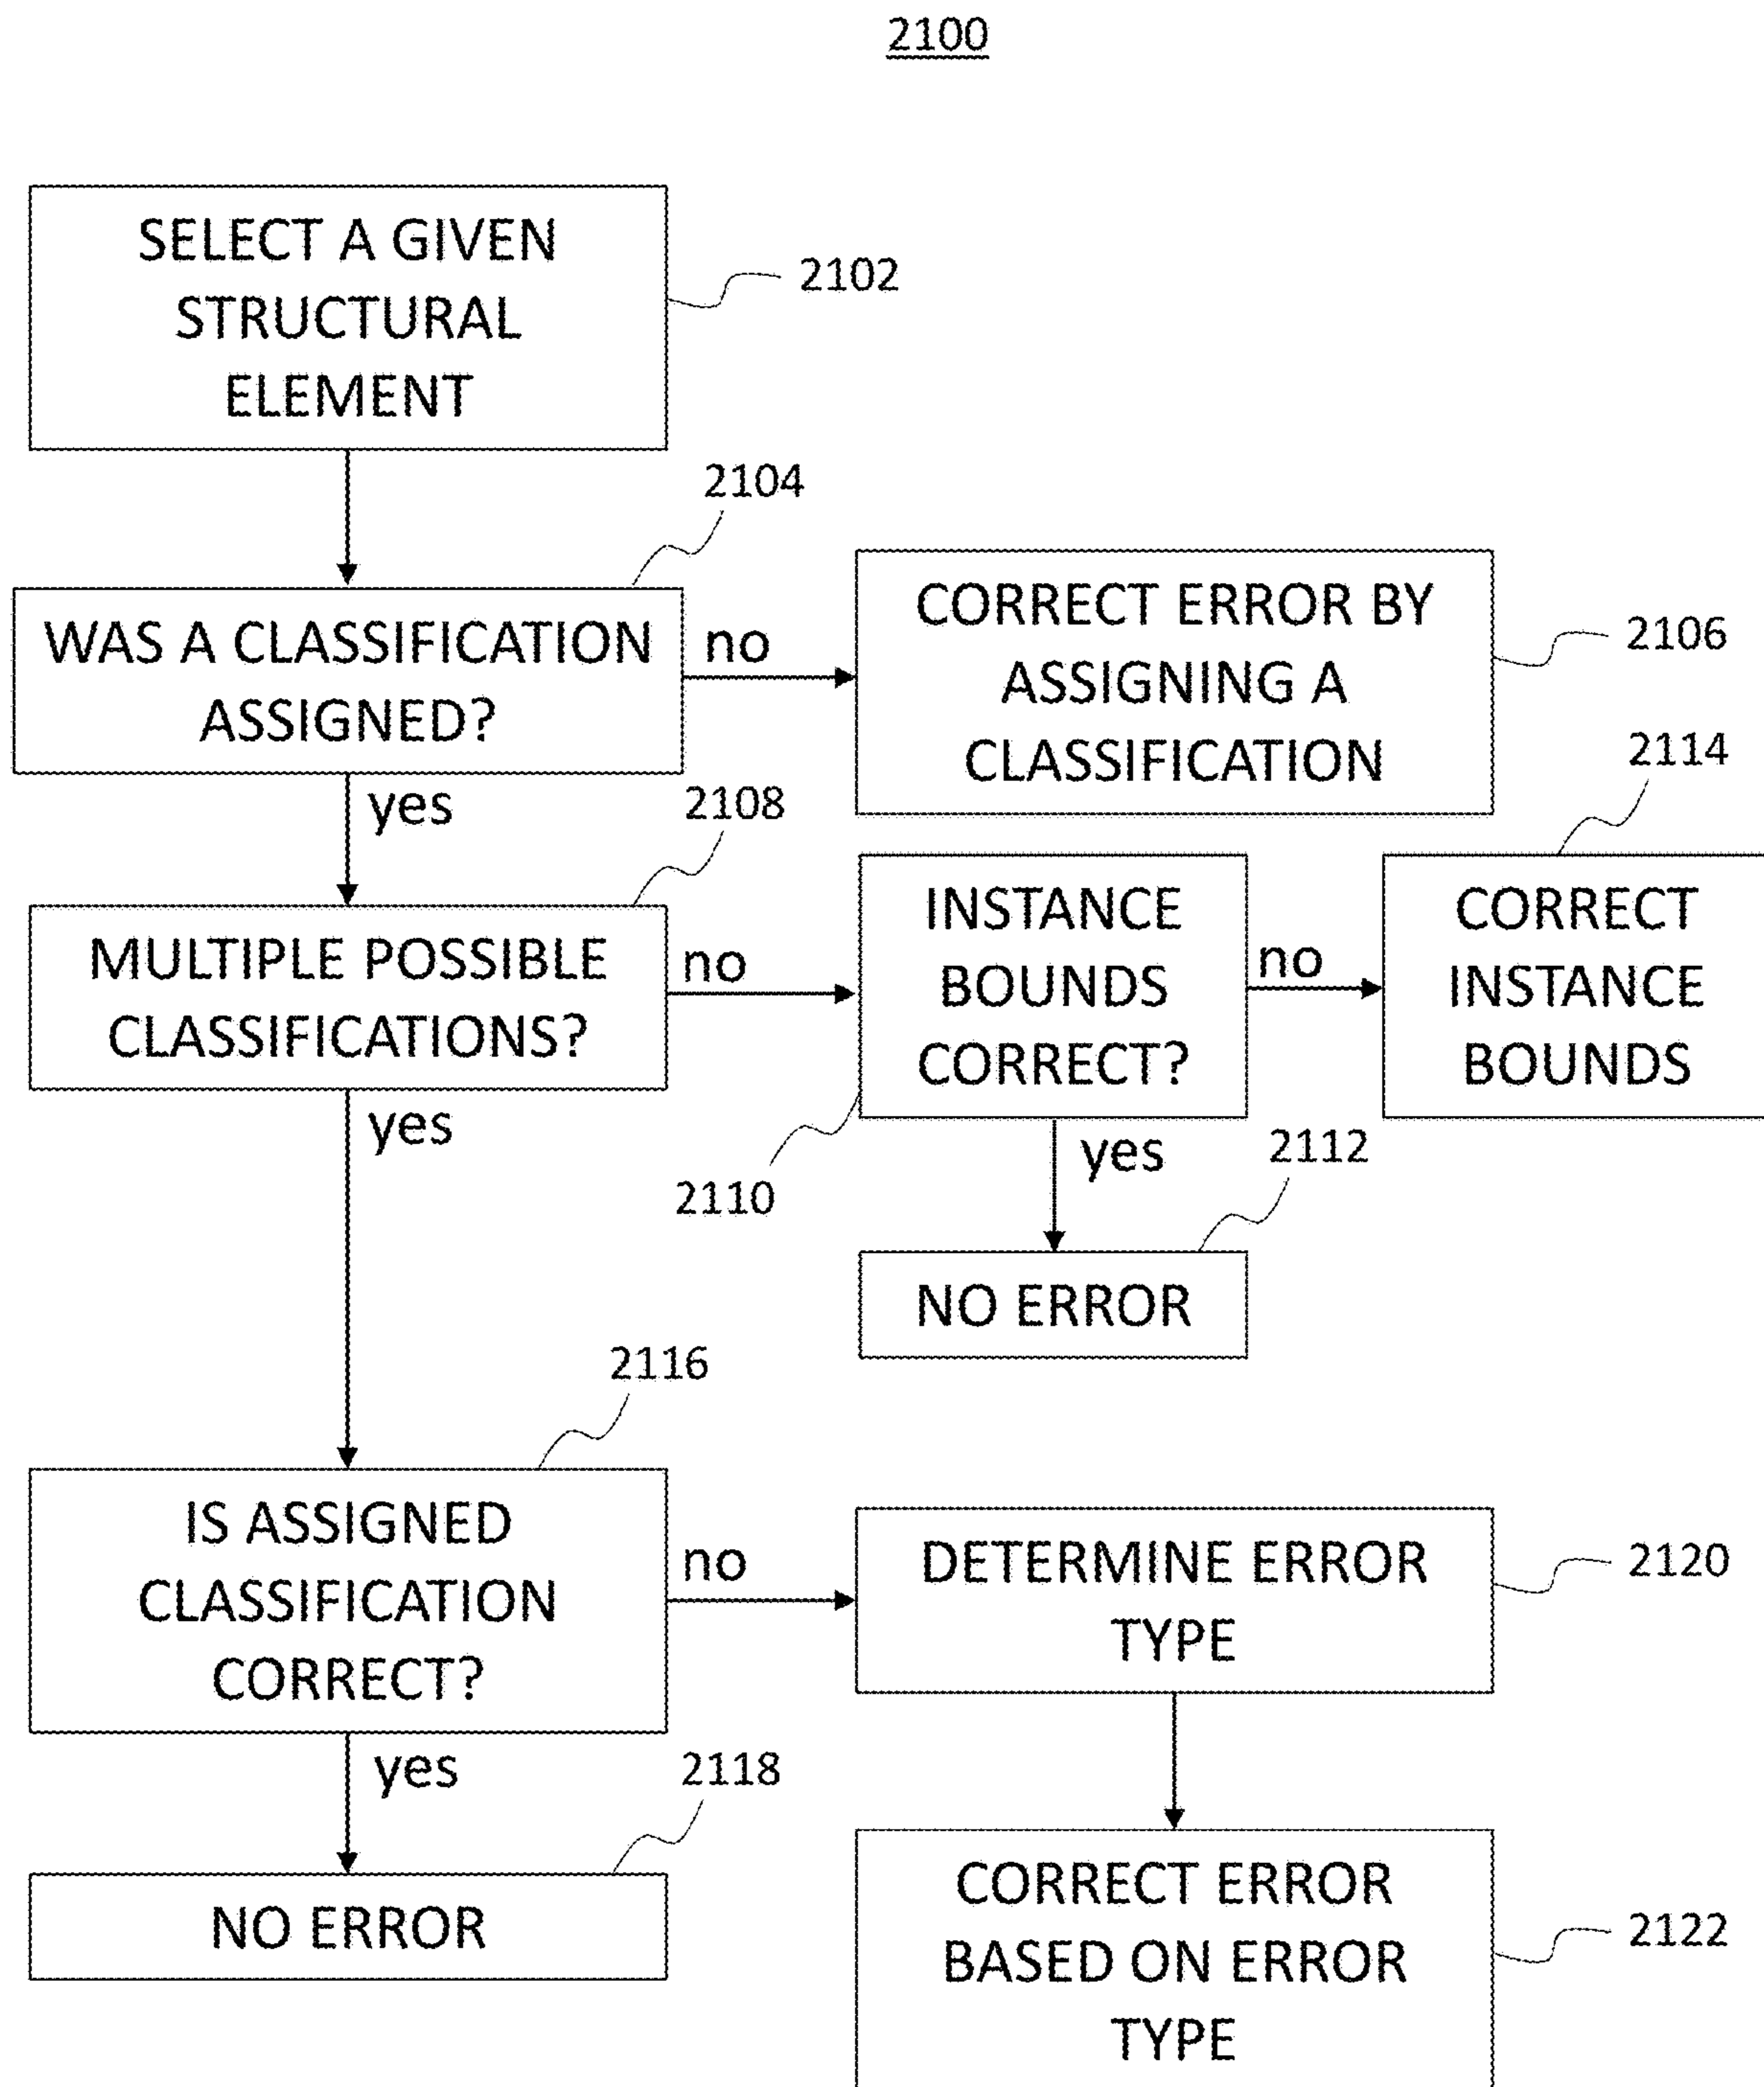 2100
SELECT A GIVEN
STRUCTURAL
ELEMENT
2102
2104
WAS A CLASSIFICATION
ASSIGNED?
no
CORRECT ERROR BY
ASSIGNING A
CLASSIFICATION
2106
yes
2108
MULTIPLE POSSIBLE
CLASSIFICATIONS?
no
INSTANCE
BOUNDS
CORRECT?
2110
no
2114
CORRECT
INSTANCE
BOUNDS
yes
2112
NO ERROR
yes
2116
IS ASSIGNED
CLASSIFICATION
CORRECT?
no
DETERMINE ERROR
TYPE
2120
yes
2118
NO ERROR
CORRECT ERROR
BASED ON ERROR
TYPE
2122